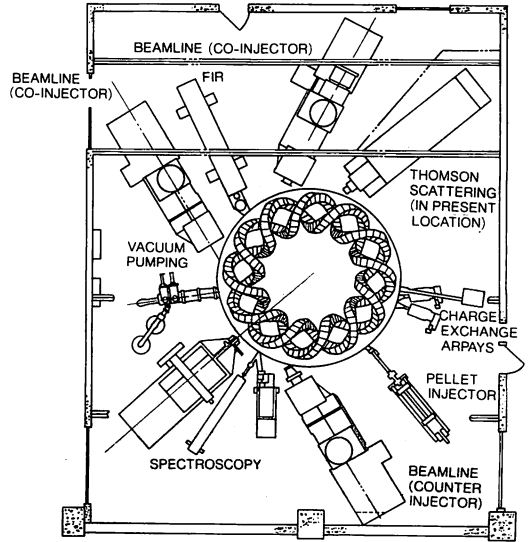 BEAMLINE (CO-INJECTOR)
BEAMLINE
(CO-INJECTOR)
FIR
THOMSON
SCATTERING
(IN PRESENT
LOCATION)
VACUUM
PUMPING
CHARGE
EXCHANGE
ARPAYS
PELLET
INJECTOR
SPECTROSCOPY
BEAMLINE
(COUNTER
INJECTOR)